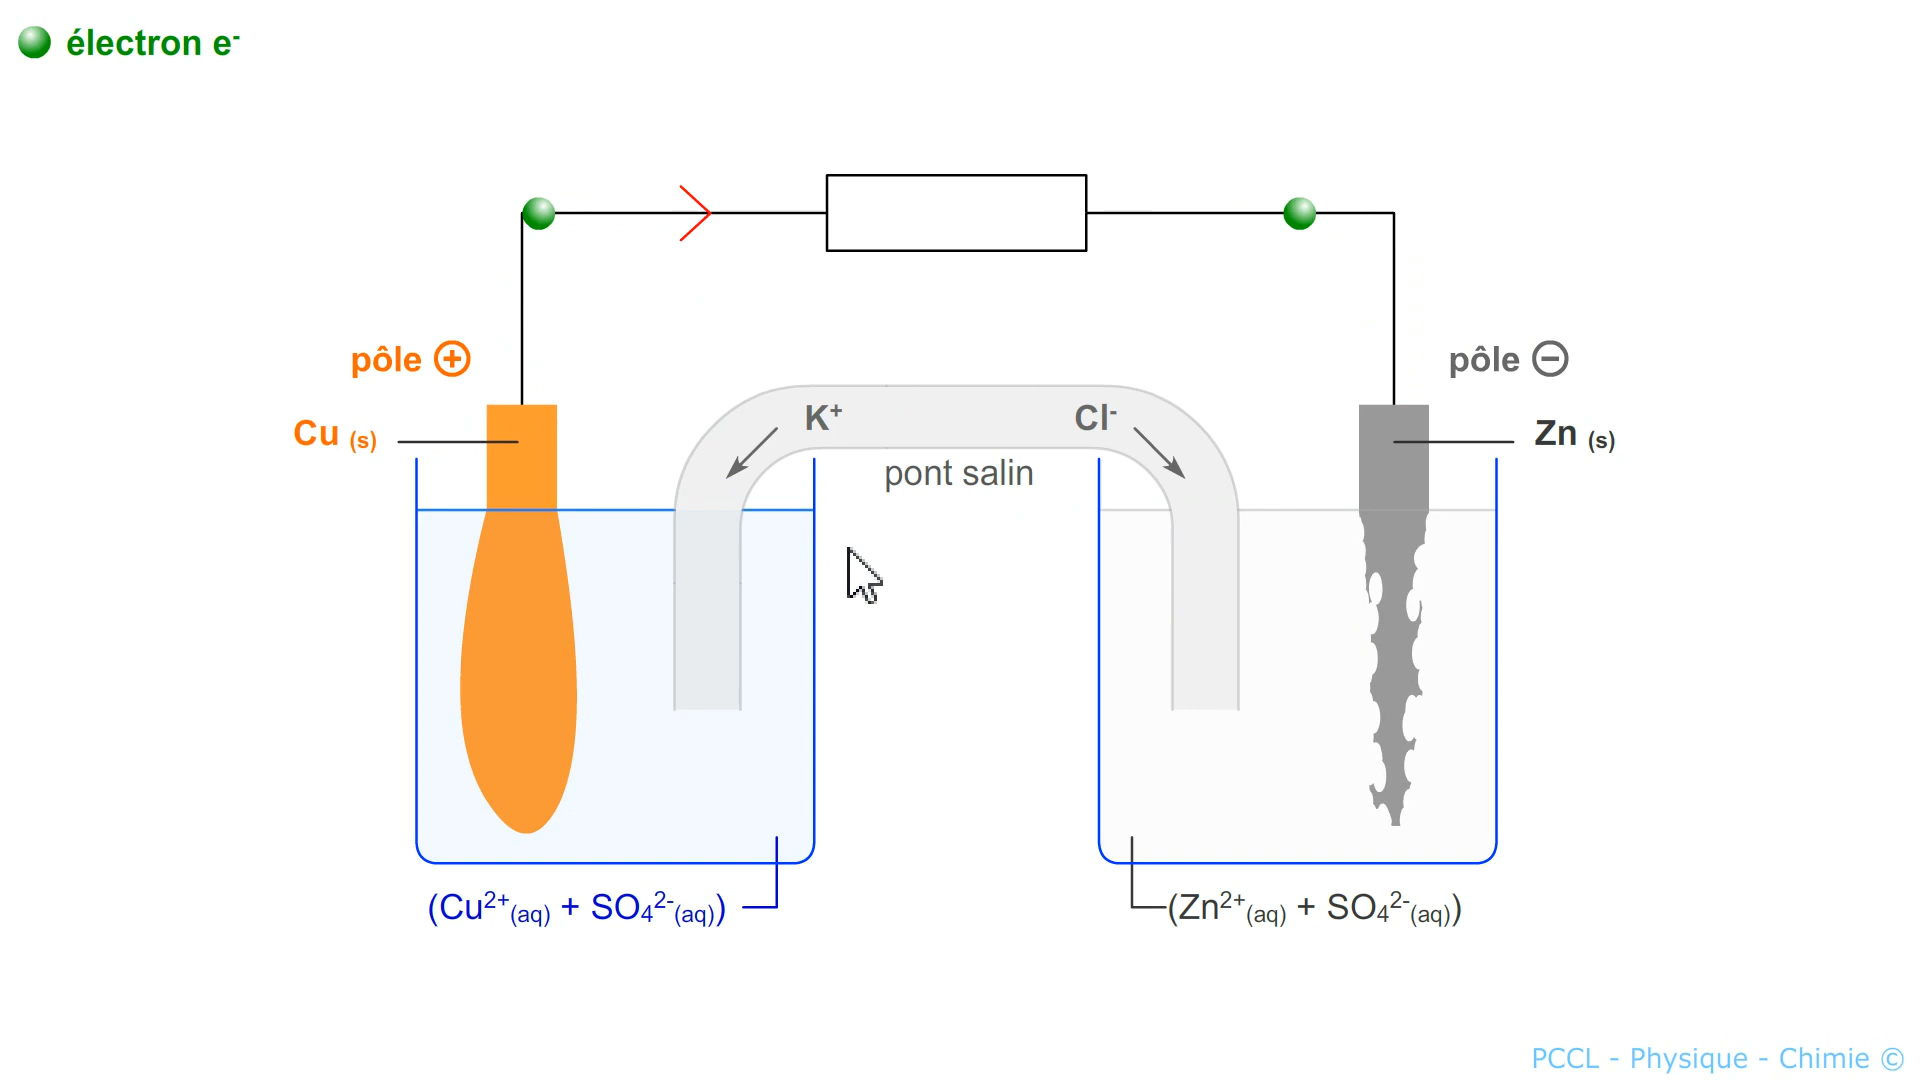 électron e⁻
pôle ⊕
pôle ⊖
Cu (s)
K⁺
Cl⁻
Zn (s)
pont salin
(Cu²⁺(aq) + SO₄²⁻(aq))
(Zn²⁺(aq) + SO₄²⁻(aq))
PCCL - Physique - Chimie ©